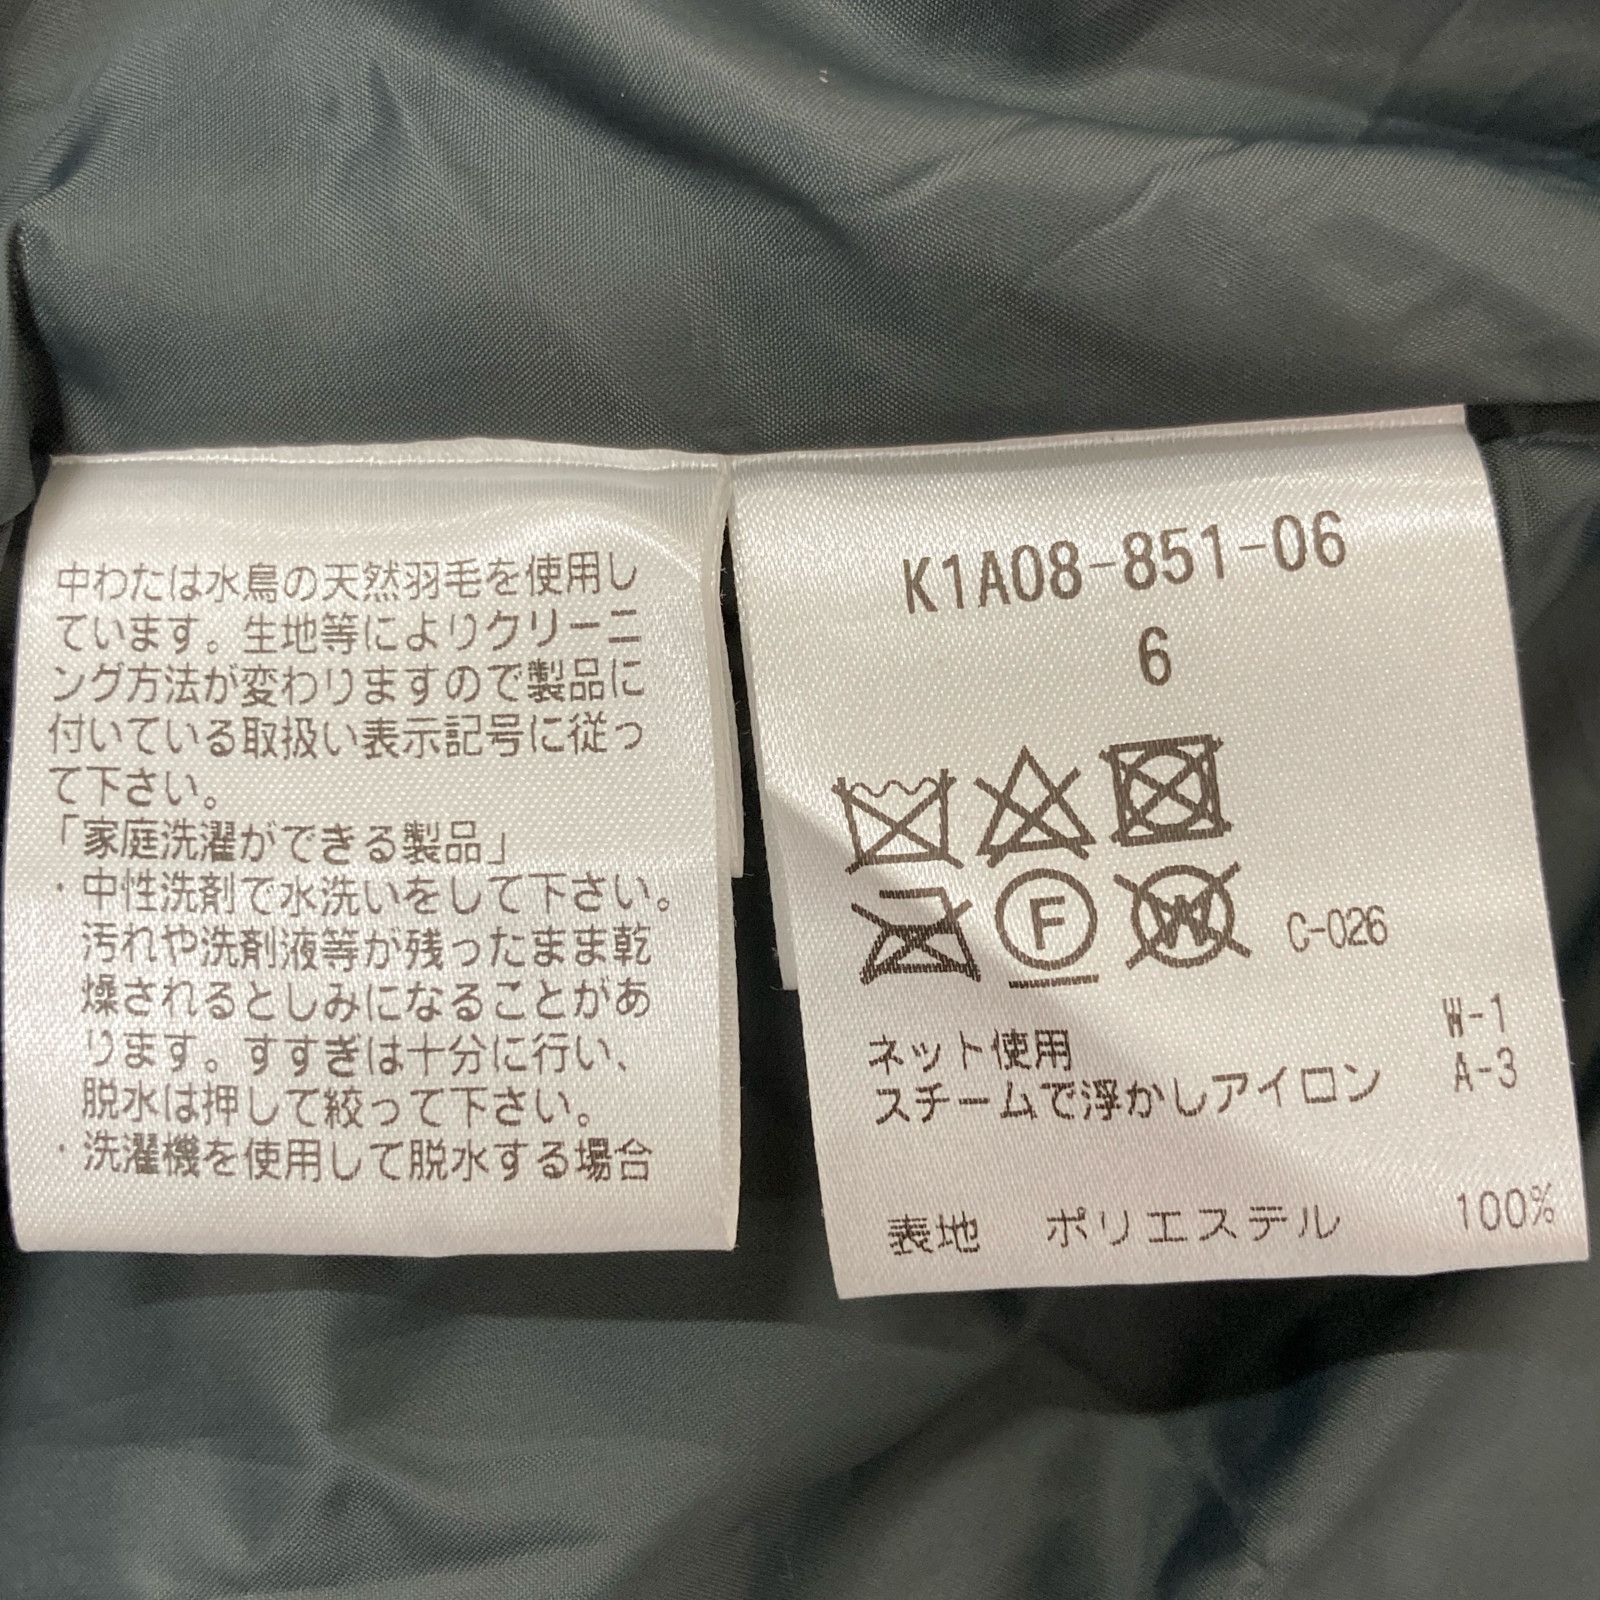 中わたは水鳥の天然羽毛を使用し
ています。生地等によりクリーニ
ング方法が変わりますので製品に
付いている取扱い表示記号に従っ
て下さい。
「家庭洗濯ができる製品」
・中性洗剤で水洗いをして下さい。
汚れや洗剤液等が残ったまま乾
燥されるとしみになることがあ
ります。すすぎは十分に行い、
脱水は押して絞って下さい。
・洗濯機を使用して脱水する場合
K1A08-851-06
6
F
W
C-026
ネット使用
スチームで浮かしアイロン
W-1
A-3
表地 ポリエステル 100%